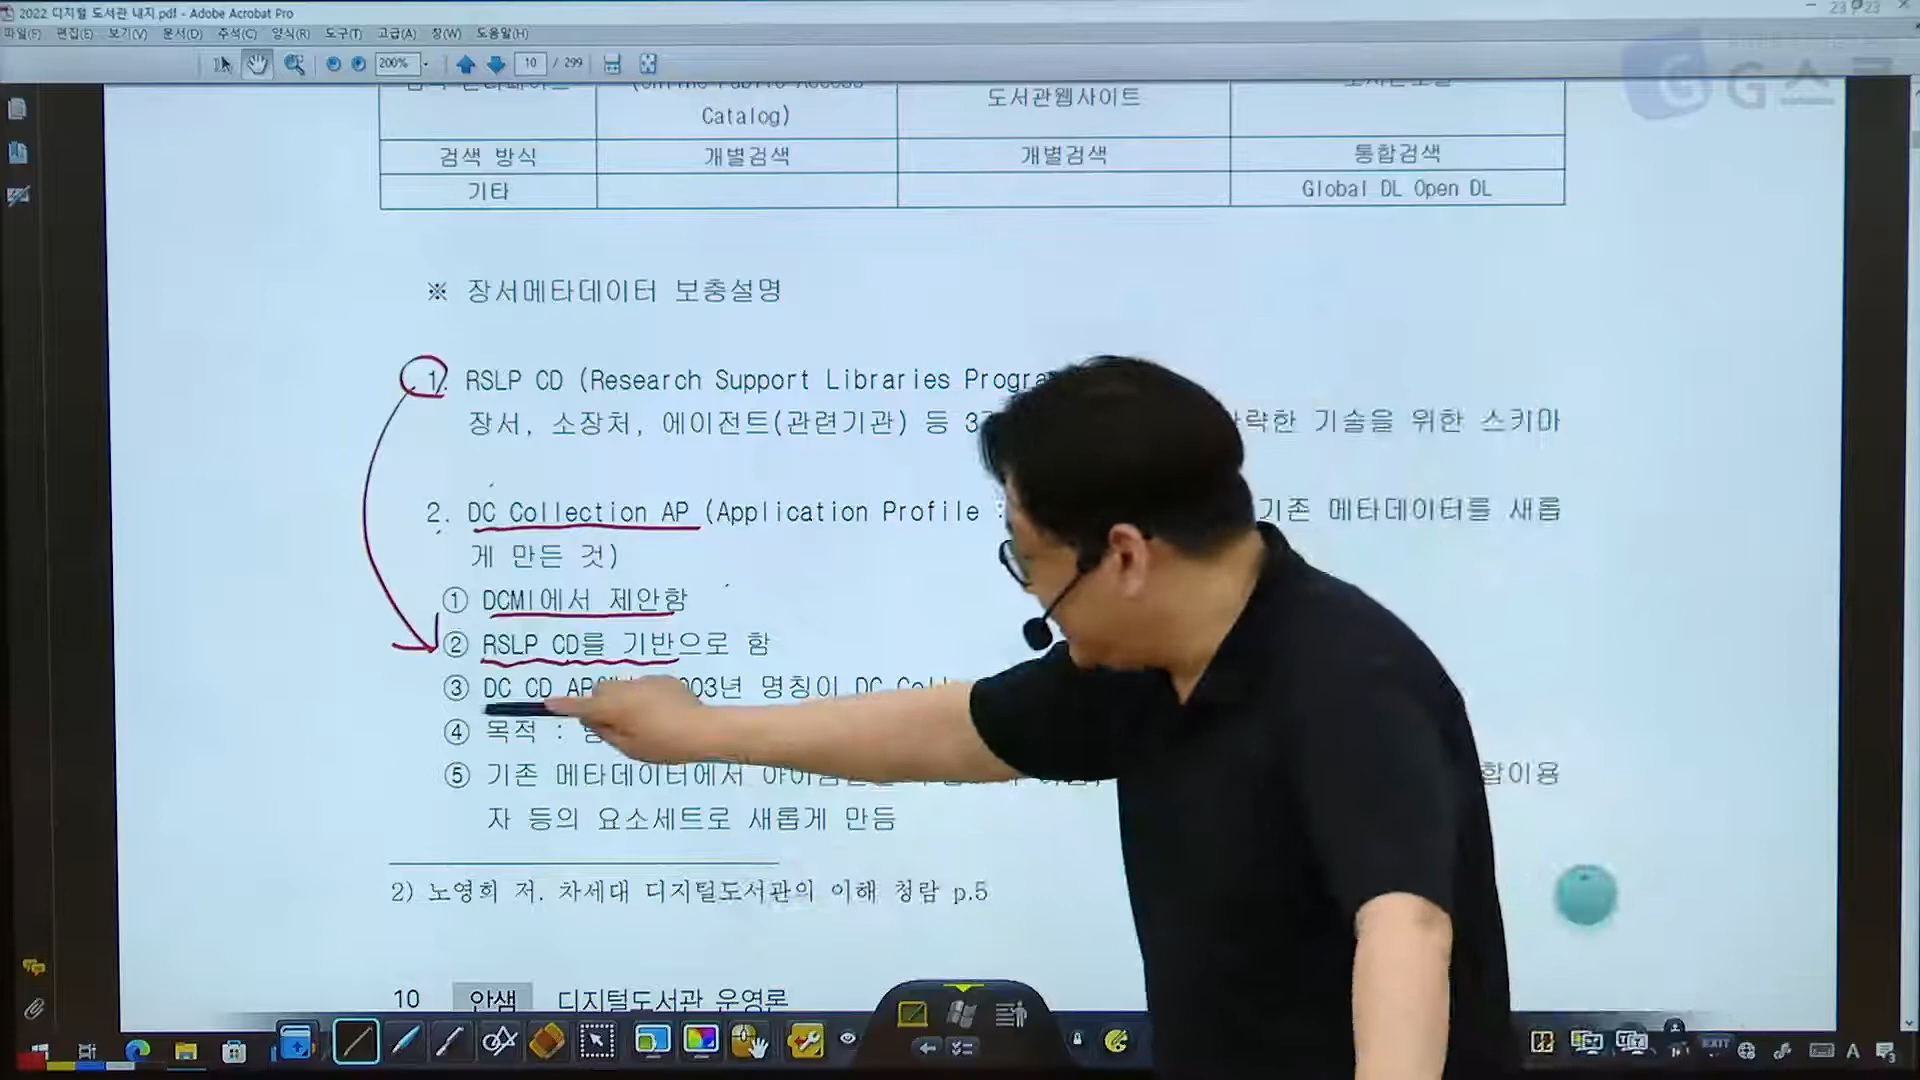 2022 디지털 도서관 내지.pdf - Adobe Acrobat Pro
파일(F) 편집(E) 보기(V) 문서(D) 주석(C) 양식(R) 도구(T) 고급(A) 창(W) 도움말(H)
200% 10 / 299
G스쿨
Catalog) 도서관웹사이트
검색 방식 개별검색 개별검색 통합검색
기타 Global DL Open DL
※ 장서메타데이터 보충설명
1. RSLP CD (Research Support Libraries Progra
장서, 소장처, 에이전트(관련기관) 등 3 기술을 위한 스키마
2. DC Collection AP (Application Profile : 기존 메타데이터를 새롭
게 만든 것)
① DCMI에서 제안함
② RSLP CD를 기반으로 함
③ DC CD AP 003년 명칭이 DC
④ 목적 :
⑤ 기존 메타데이터에서 합이용
자 등의 요소세트로 새롭게 만듬
2) 노영희 저. 차세대 디지털도서관의 이해 청람 p.5
10 안샘 디지털도서관 운영론
EXIT A